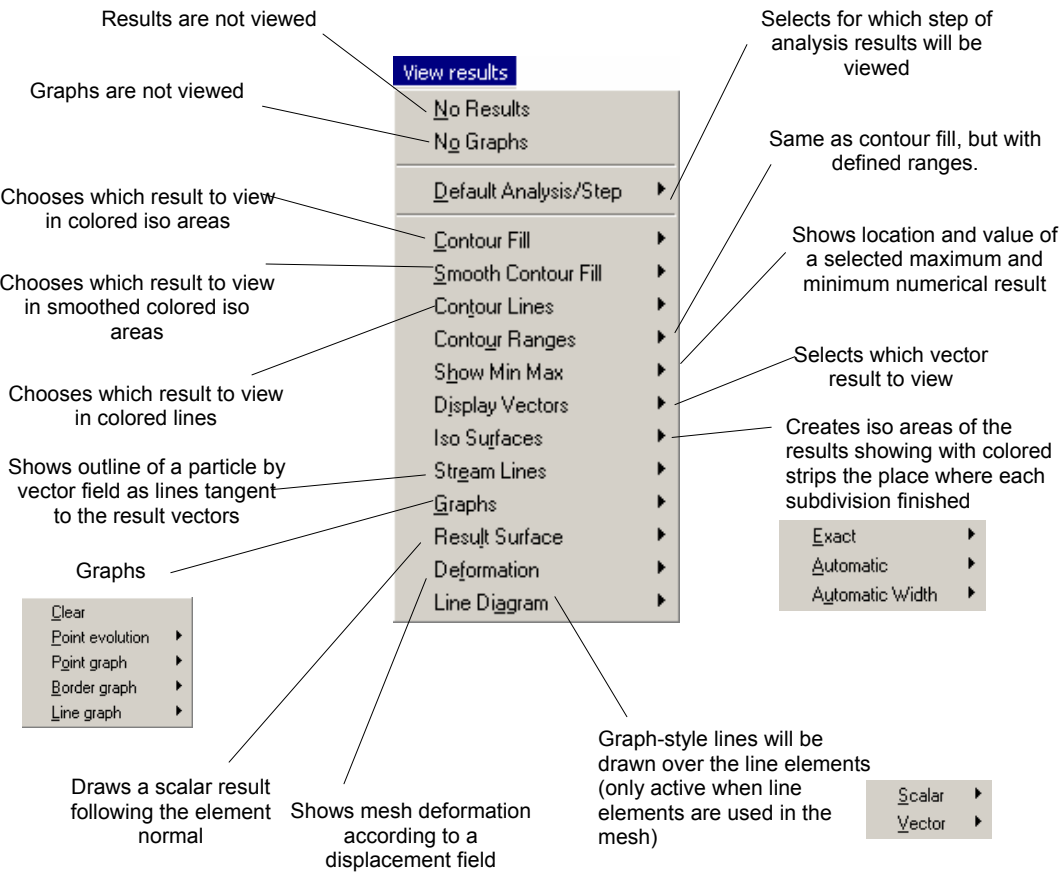 Results are not viewed
Graphs are not viewed
Chooses which result to view
in colored iso areas
Chooses which result to view
in smoothed colored iso
areas
Chooses which result to view
in colored lines
Shows outline of a particle by
vector field as lines tangent
to the result vectors
Graphs
Clear
Point evolution
Point graph
Border graph
Line graph
Draws a scalar result
following the element
normal
Shows mesh deformation
according to a
displacement field
View results
No Results
No Graphs
Default Analysis/Step
Contour Fill
Smooth Contour Fill
Contour Lines
Contour Ranges
Show Min Max
Display Vectors
Iso Surfaces
Stream Lines
Graphs
Result Surface
Deformation
Line Diagram
Selects for which step of
analysis results will be
viewed
Same as contour fill, but with
defined ranges.
Shows location and value of
a selected maximum and
minimum numerical result
Selects which vector
result to view
Creates iso areas of the
results showing with colored
strips the place where each
subdivision finished
Exact
Automatic
Automatic Width
Graph-style lines will be
drawn over the line elements
(only active when line
elements are used in the
mesh)
Scalar
Vector